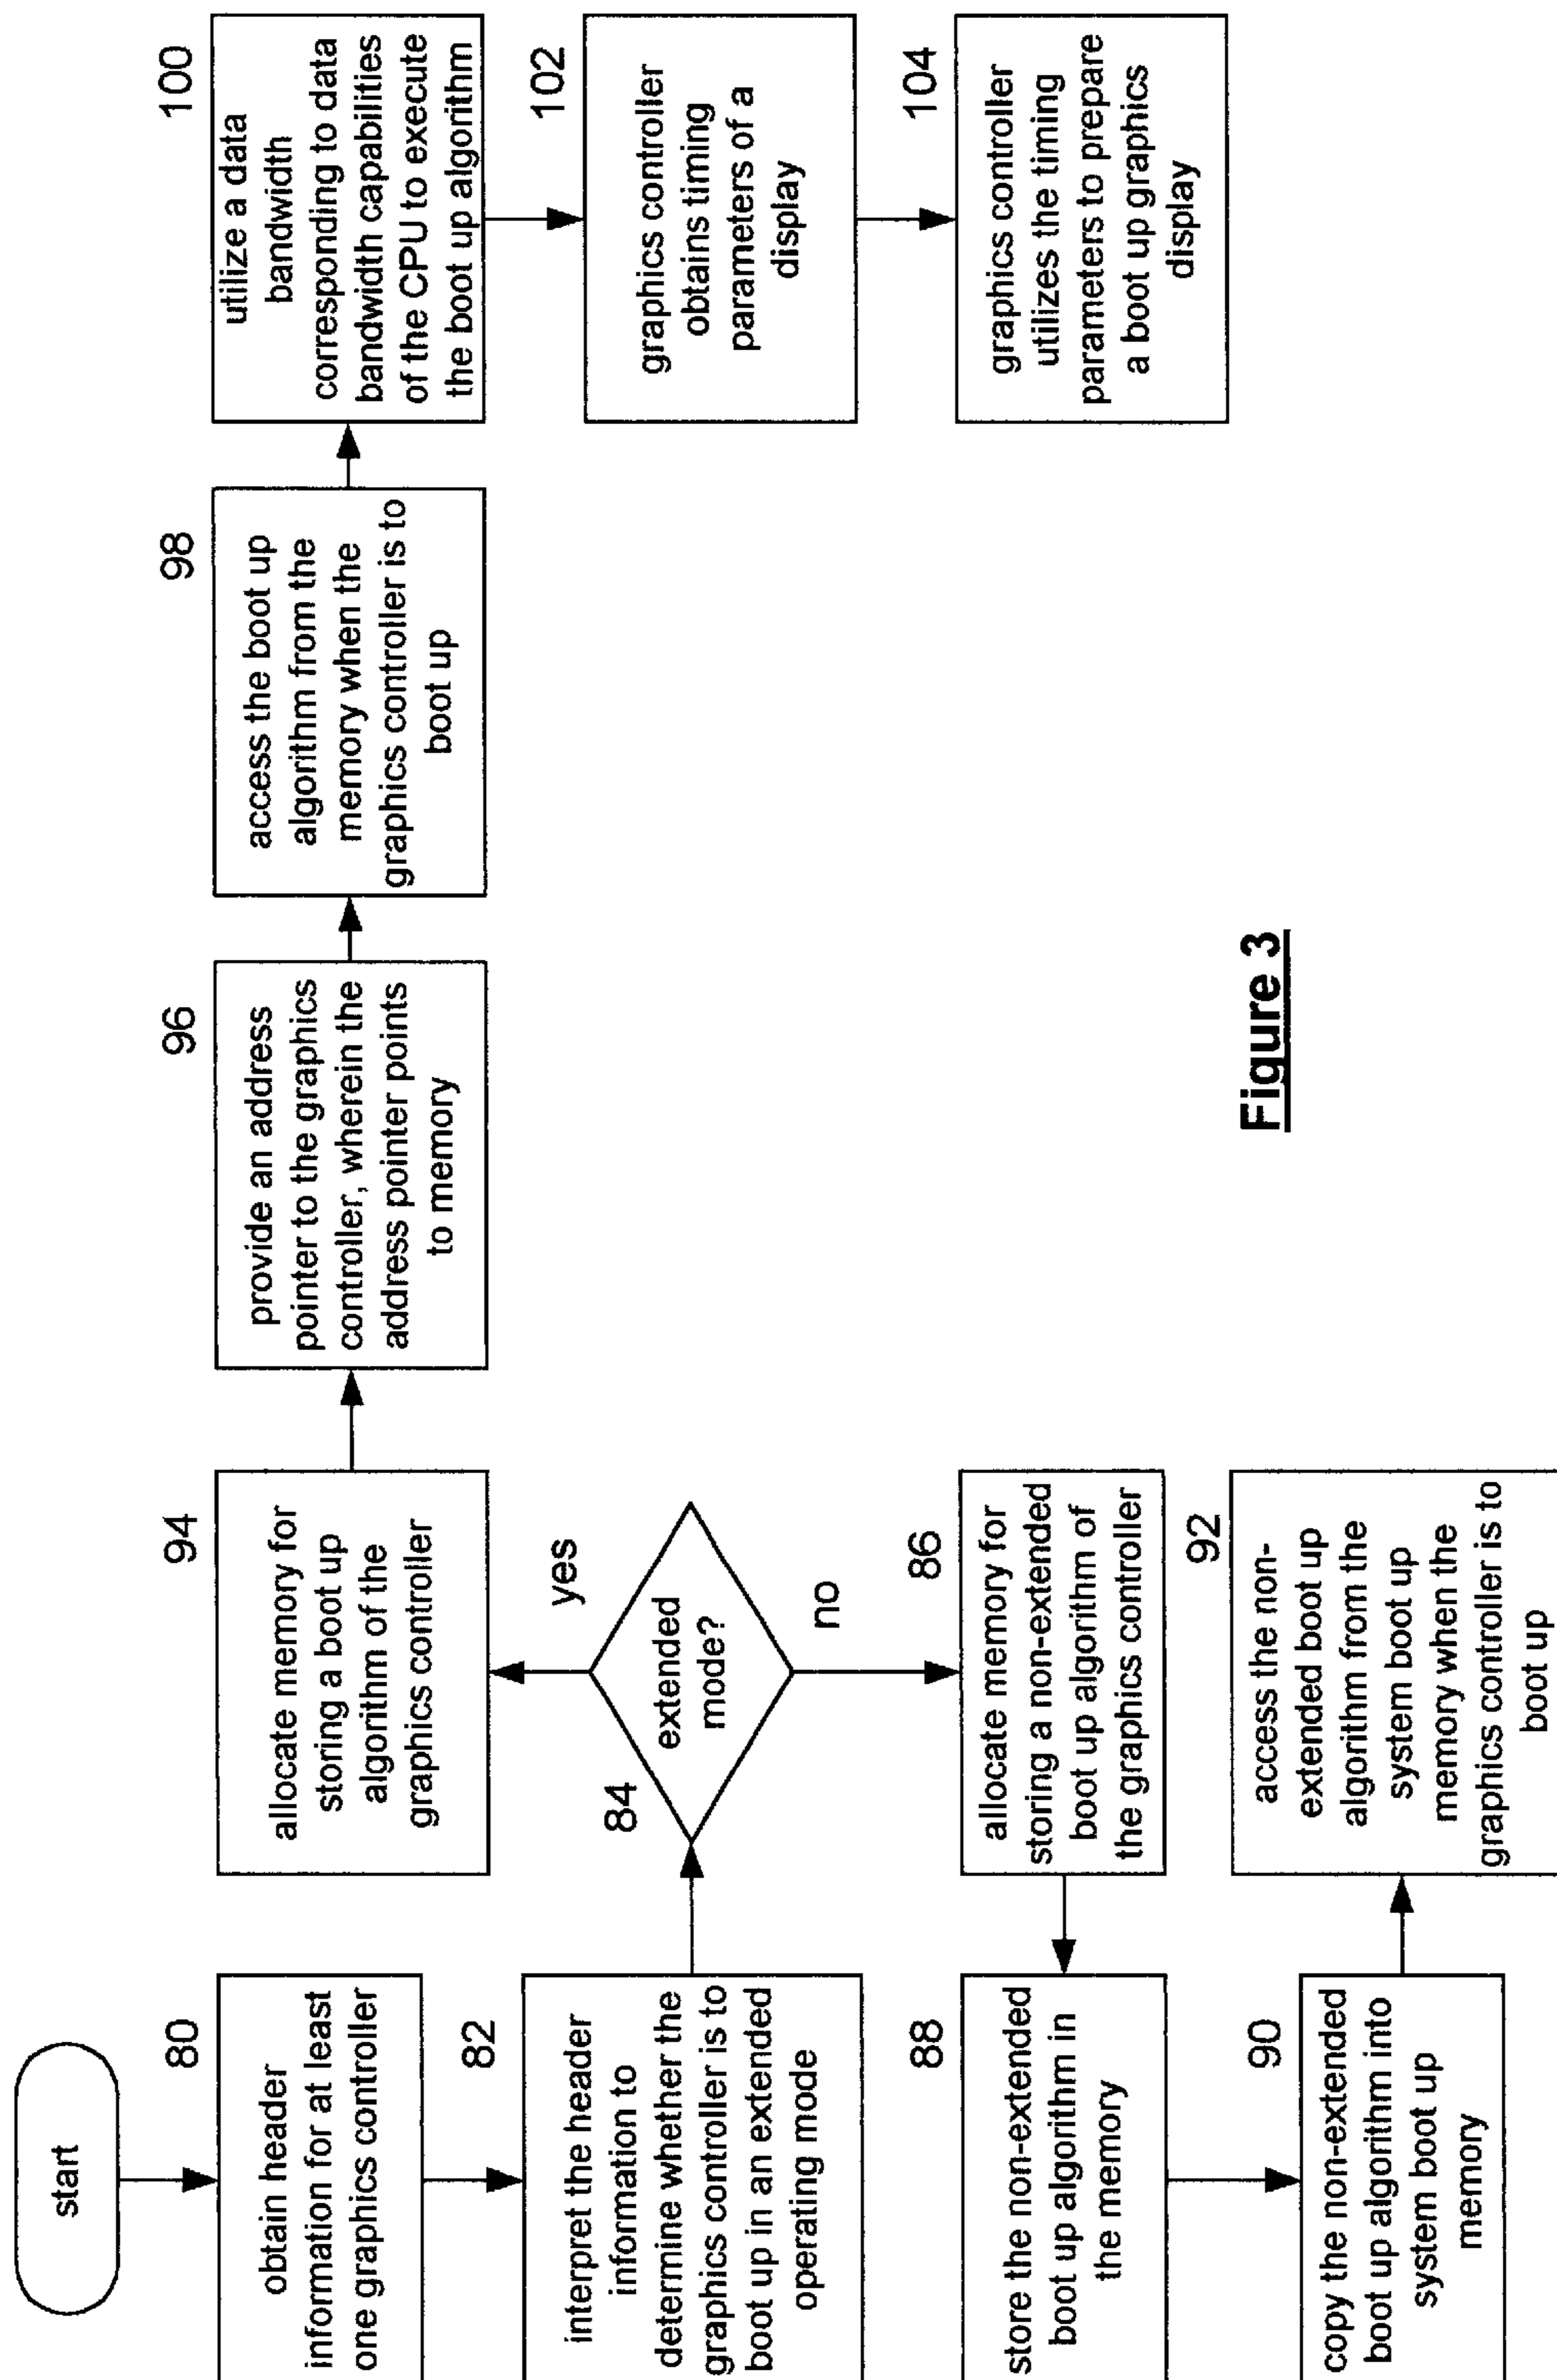 start
80
obtain header
information for at least
one graphics controller
82
interpret the header
information to
determine whether the
graphics controller is to
boot up in an extended
operating mode
84
extended
mode?
yes
no
86
allocate memory for
storing a non-extended
boot up algorithm of
the graphics controller
88
store the non-extended
boot up algorithm in
the memory
90
copy the non-extended
boot up algorithm into
system boot up
memory
92
access the non-
extended boot up
algorithm from the
system boot up
memory when the
graphics controller is to
boot up
94
allocate memory for
storing a boot up
algorithm of the
graphics controller
96
provide an address
pointer to the graphics
controller, wherein the
address pointer points
to memory
98
access the boot up
algorithm from the
memory when the
graphics controller is to
boot up
100
utilize a data
bandwidth
corresponding to data
bandwidth capabilities
of the CPU to execute
the boot up algorithm
102
graphics controller
obtains timing
parameters of a
display
104
graphics controller
utilizes the timing
parameters to prepare
a boot up graphics
display
Figure 3